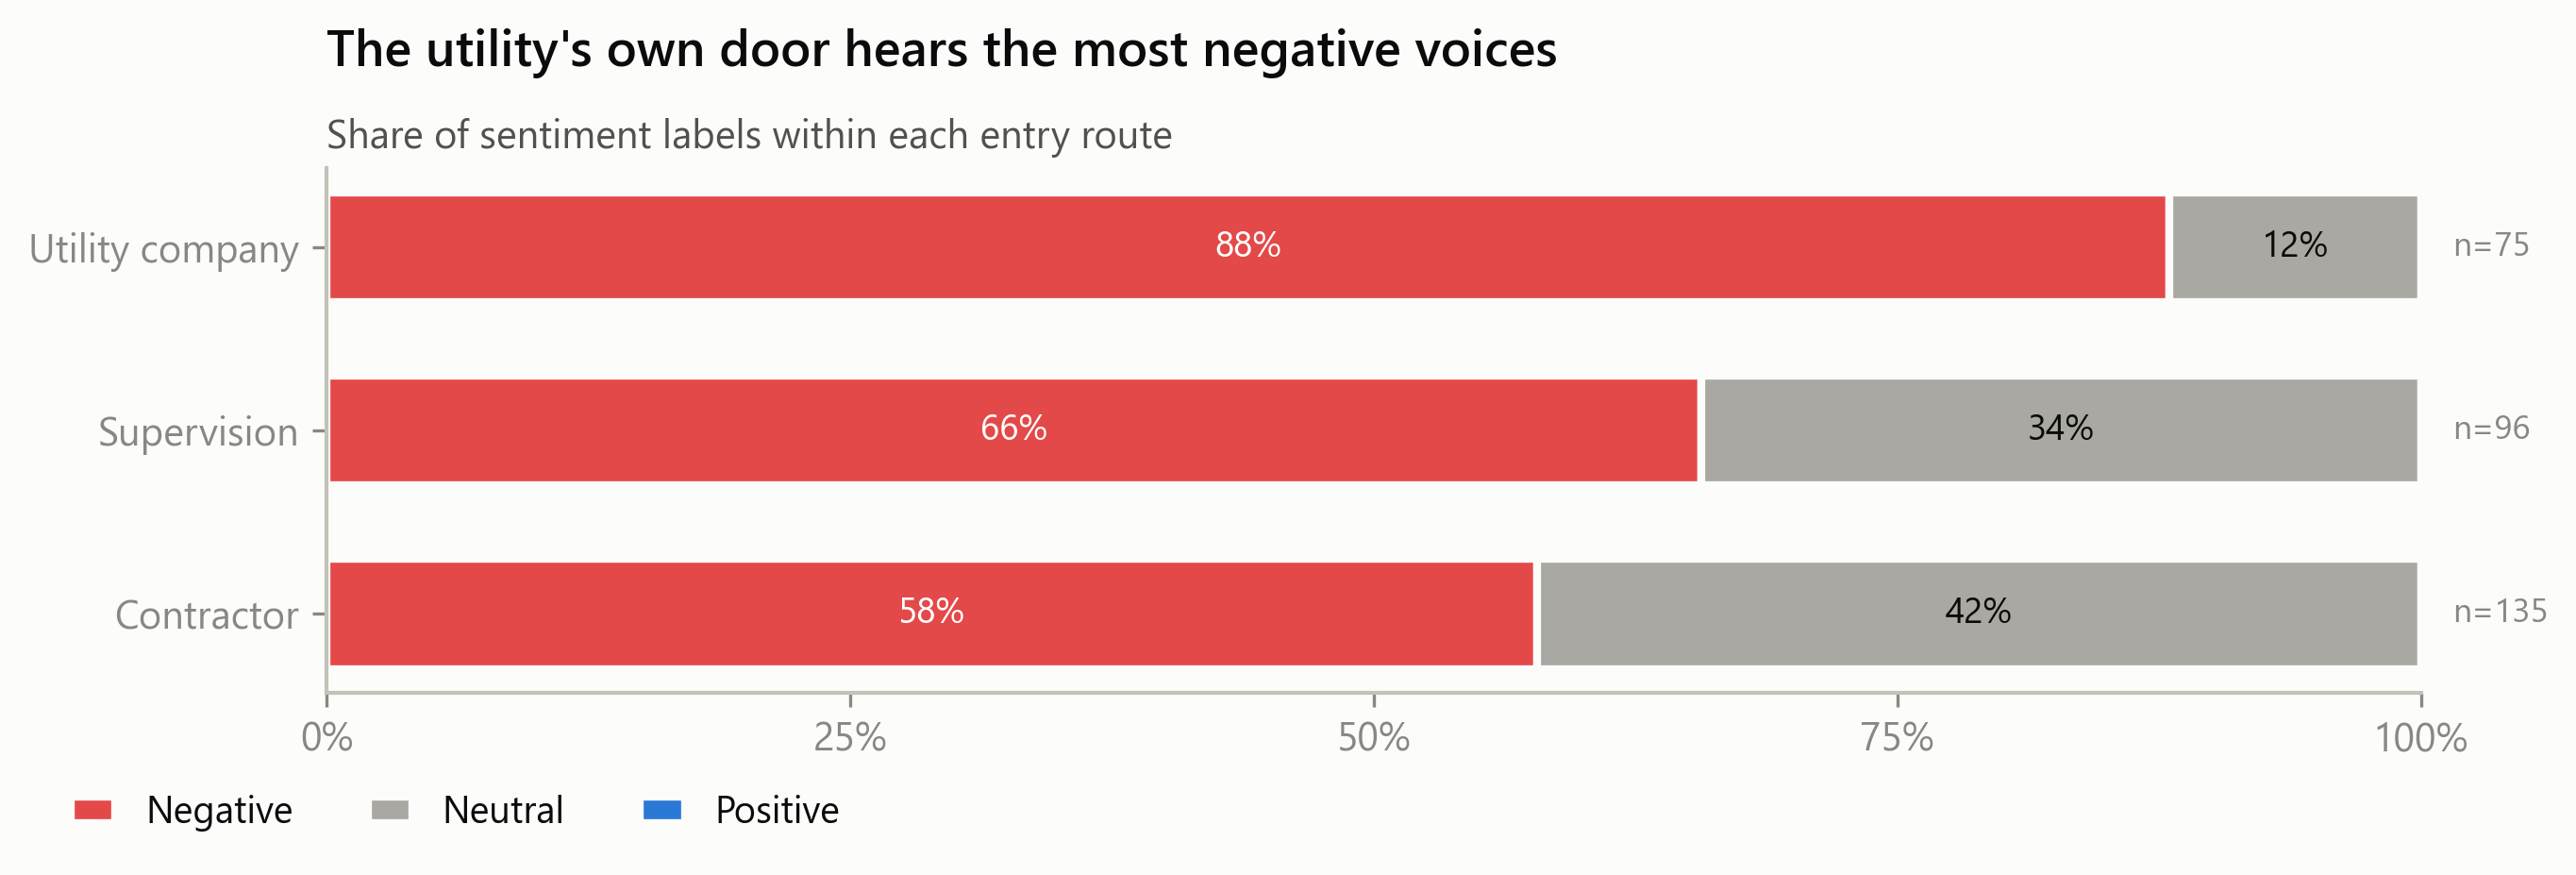 The utility's own door hears the most negative voices
Share of sentiment labels within each entry route
Utility company 88% 12% n=75
Supervision 66% 34% n=96
Contractor 58% 42% n=135
0% 25% 50% 75% 100%
Negative Neutral Positive